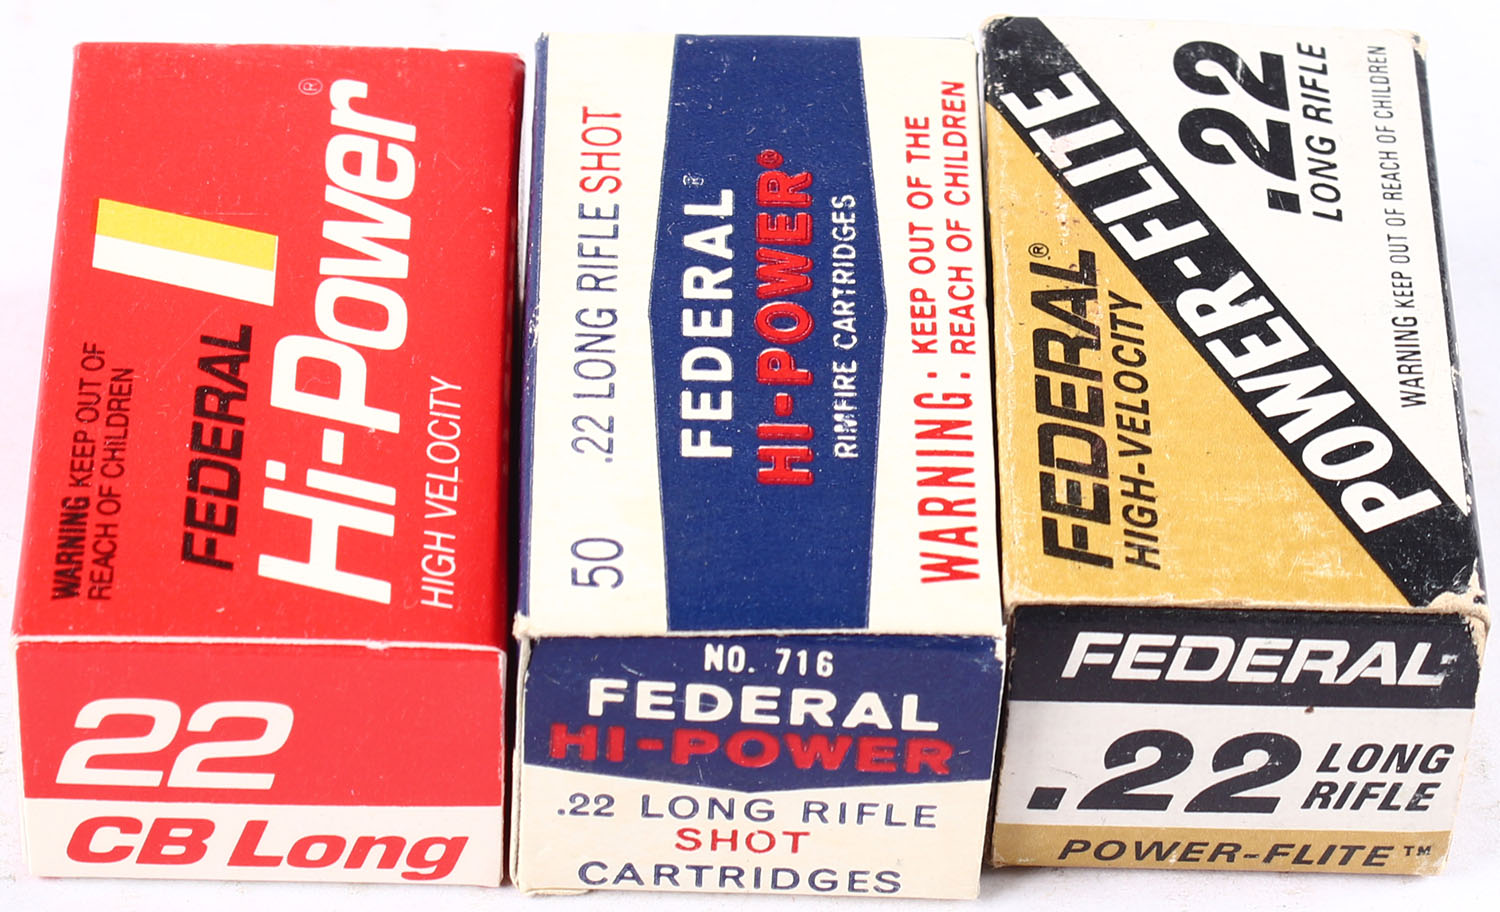 WARNING KEEP OUT OF
REACH OF CHILDREN
FEDERAL
Hi-Power®
HIGH VELOCITY
22
CB Long
50 .22 LONG RIFLE SHOT
FEDERAL®
HI-POWER®
RIMFIRE CARTRIDGES
WARNING: KEEP OUT OF THE
REACH OF CHILDREN
NO. 716
FEDERAL
HI-POWER
.22 LONG RIFLE
SHOT
CARTRIDGES
FEDERAL®
HIGH-VELOCITY
POWER-FLITE
.22
LONG RIFLE
WARNING KEEP OUT OF REACH OF CHILDREN
FEDERAL
.22 LONG
RIFLE
POWER-FLITE™